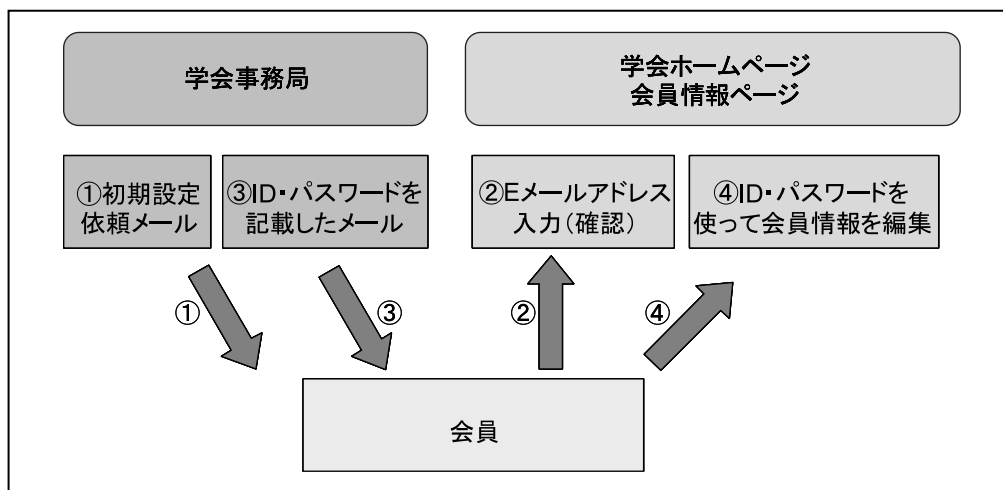 学会事務局
学会ホームページ
会員情報ページ
①初期設定
依頼メール
③ID・パスワードを
記載したメール
②Eメールアドレス
入力(確認)
④ID・パスワードを
使って会員情報を編集
①
③
②
④
会員